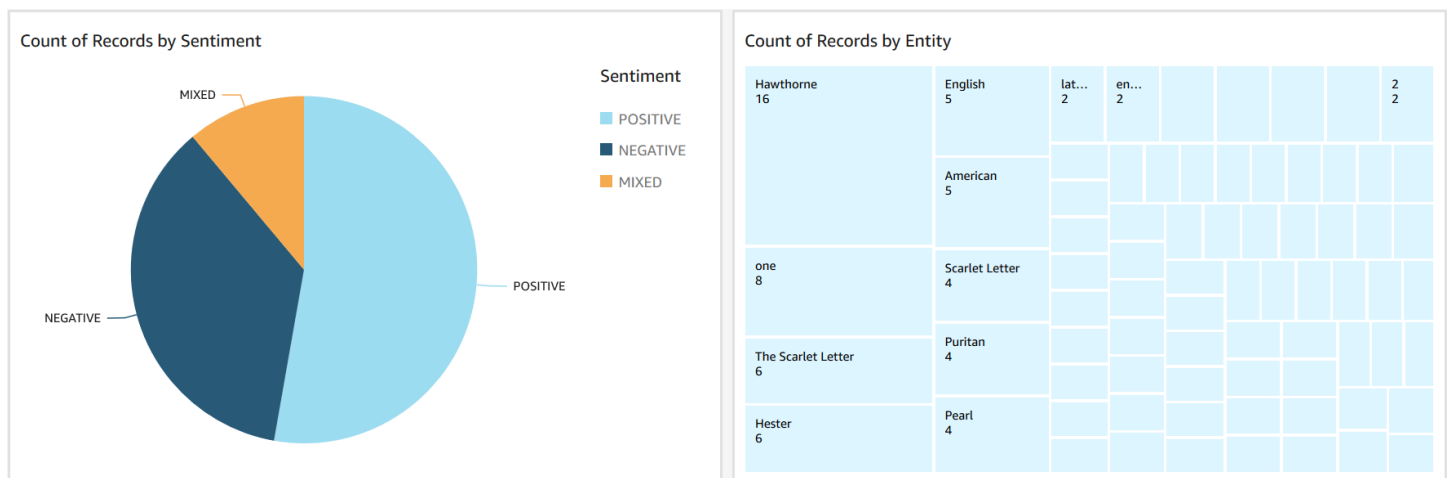 Count of Records by Sentiment
Sentiment
POSITIVE
NEGATIVE
MIXED
MIXED
POSITIVE
NEGATIVE
Count of Records by Entity
Hawthorne
16
one
8
The Scarlet Letter
6
Hester
6
English
5
American
5
Scarlet Letter
4
Puritan
4
Pearl
4
lat...
2
en...
2
2
2